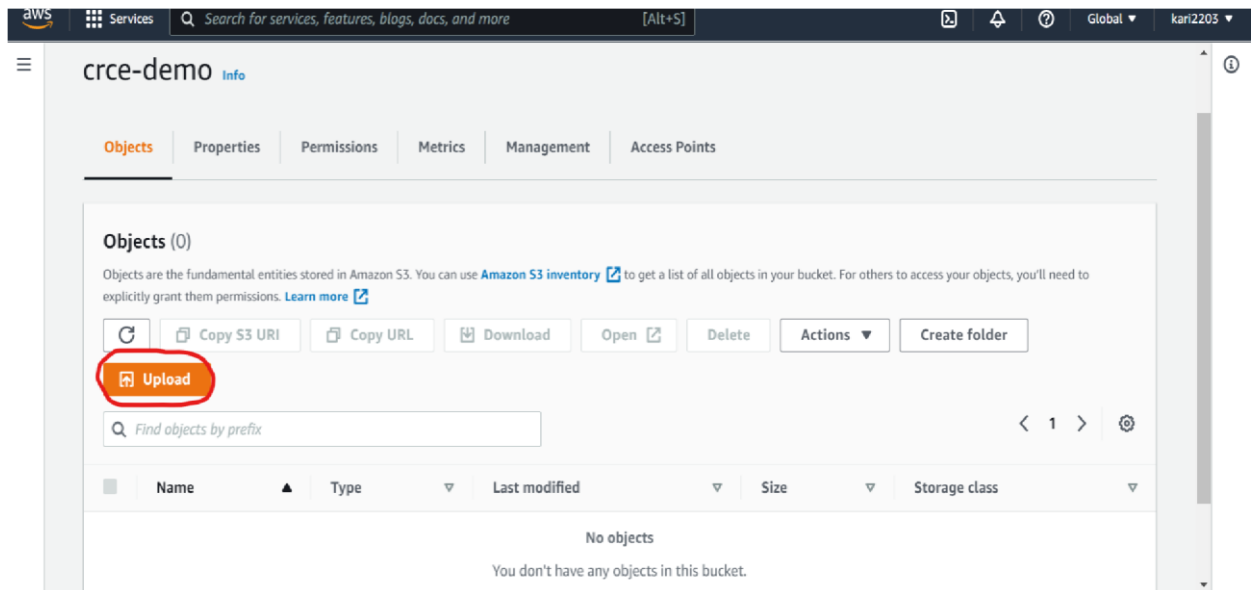 aws Services Search for services, features, blogs, docs, and more [Alt+S] Global kari2203
crce-demo Info
Objects Properties Permissions Metrics Management Access Points
Objects (0)
Objects are the fundamental entities stored in Amazon S3. You can use Amazon S3 inventory to get a list of all objects in your bucket. For others to access your objects, you'll need to
explicitly grant them permissions. Learn more
Copy S3 URI Copy URL Download Open Delete Actions Create folder
Upload
Find objects by prefix 1
Name Type Last modified Size Storage class
No objects
You don't have any objects in this bucket.